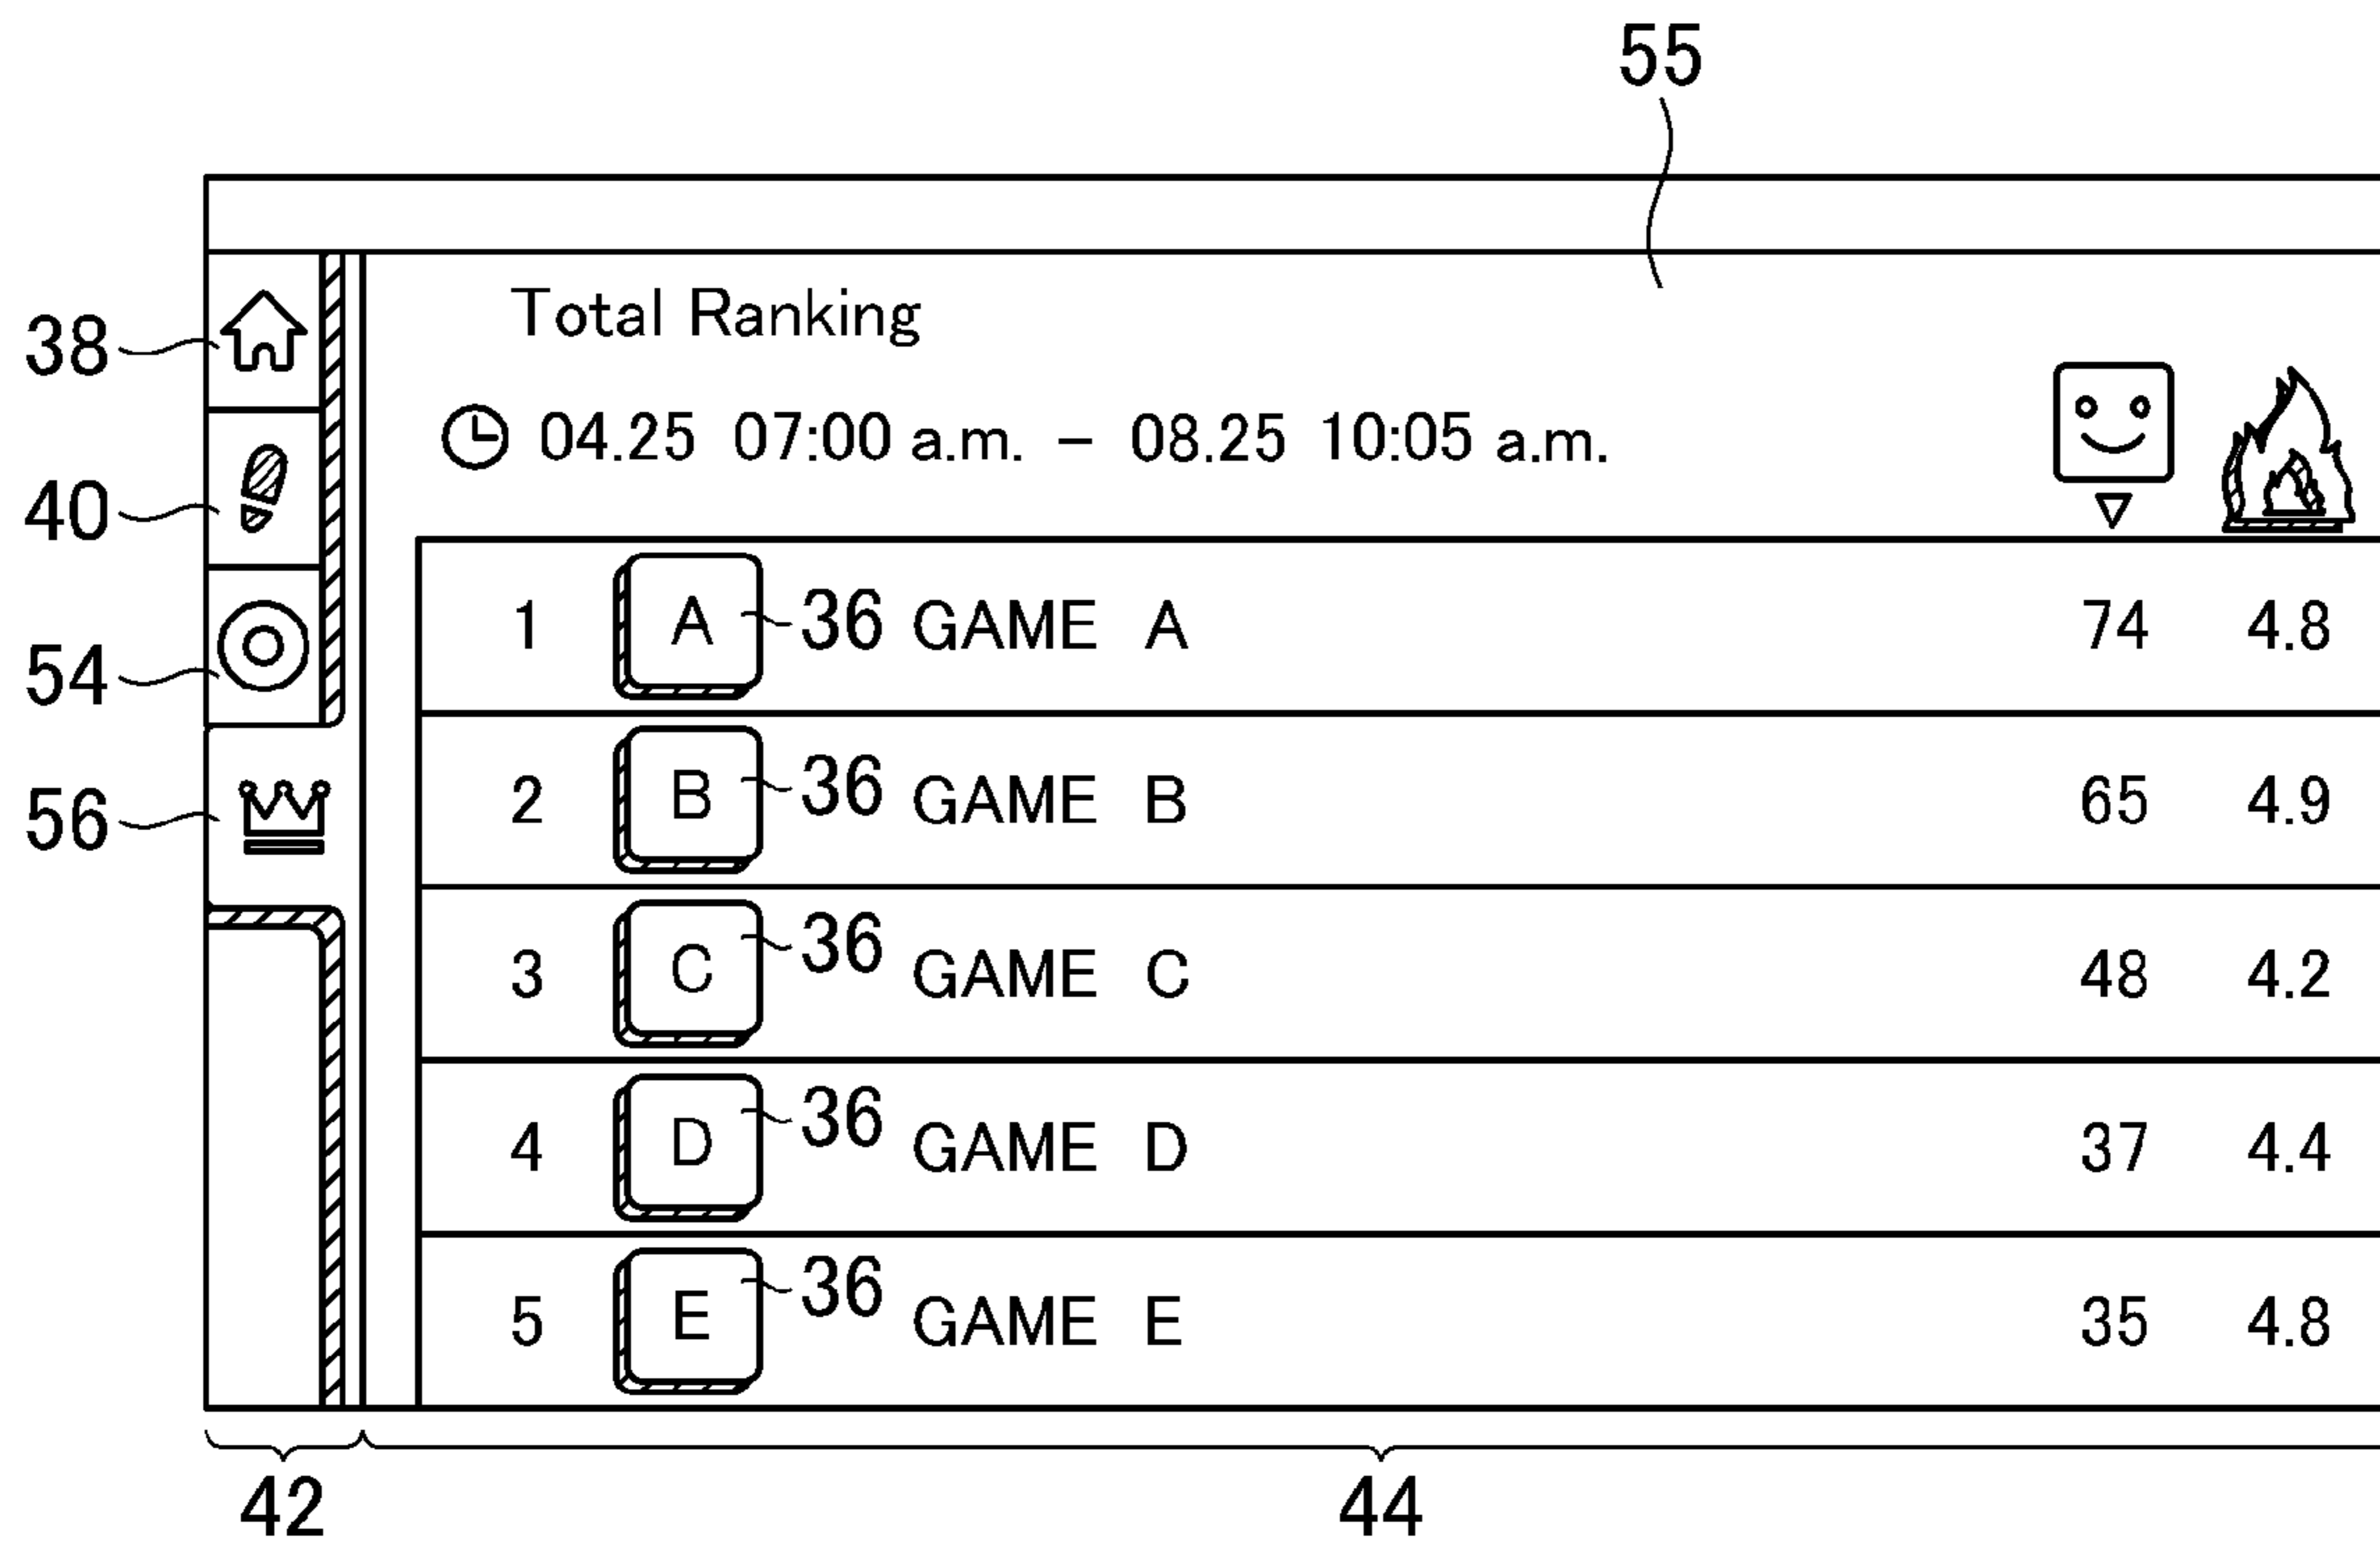 55
Total Ranking
38
04.25 07:00 a.m. – 08.25 10:05 a.m.
40
1 A 36 GAME A 74 4.8
54
2 B 36 GAME B 65 4.9
56
3 C 36 GAME C 48 4.2
4 D 36 GAME D 37 4.4
5 E 36 GAME E 35 4.8
42 44